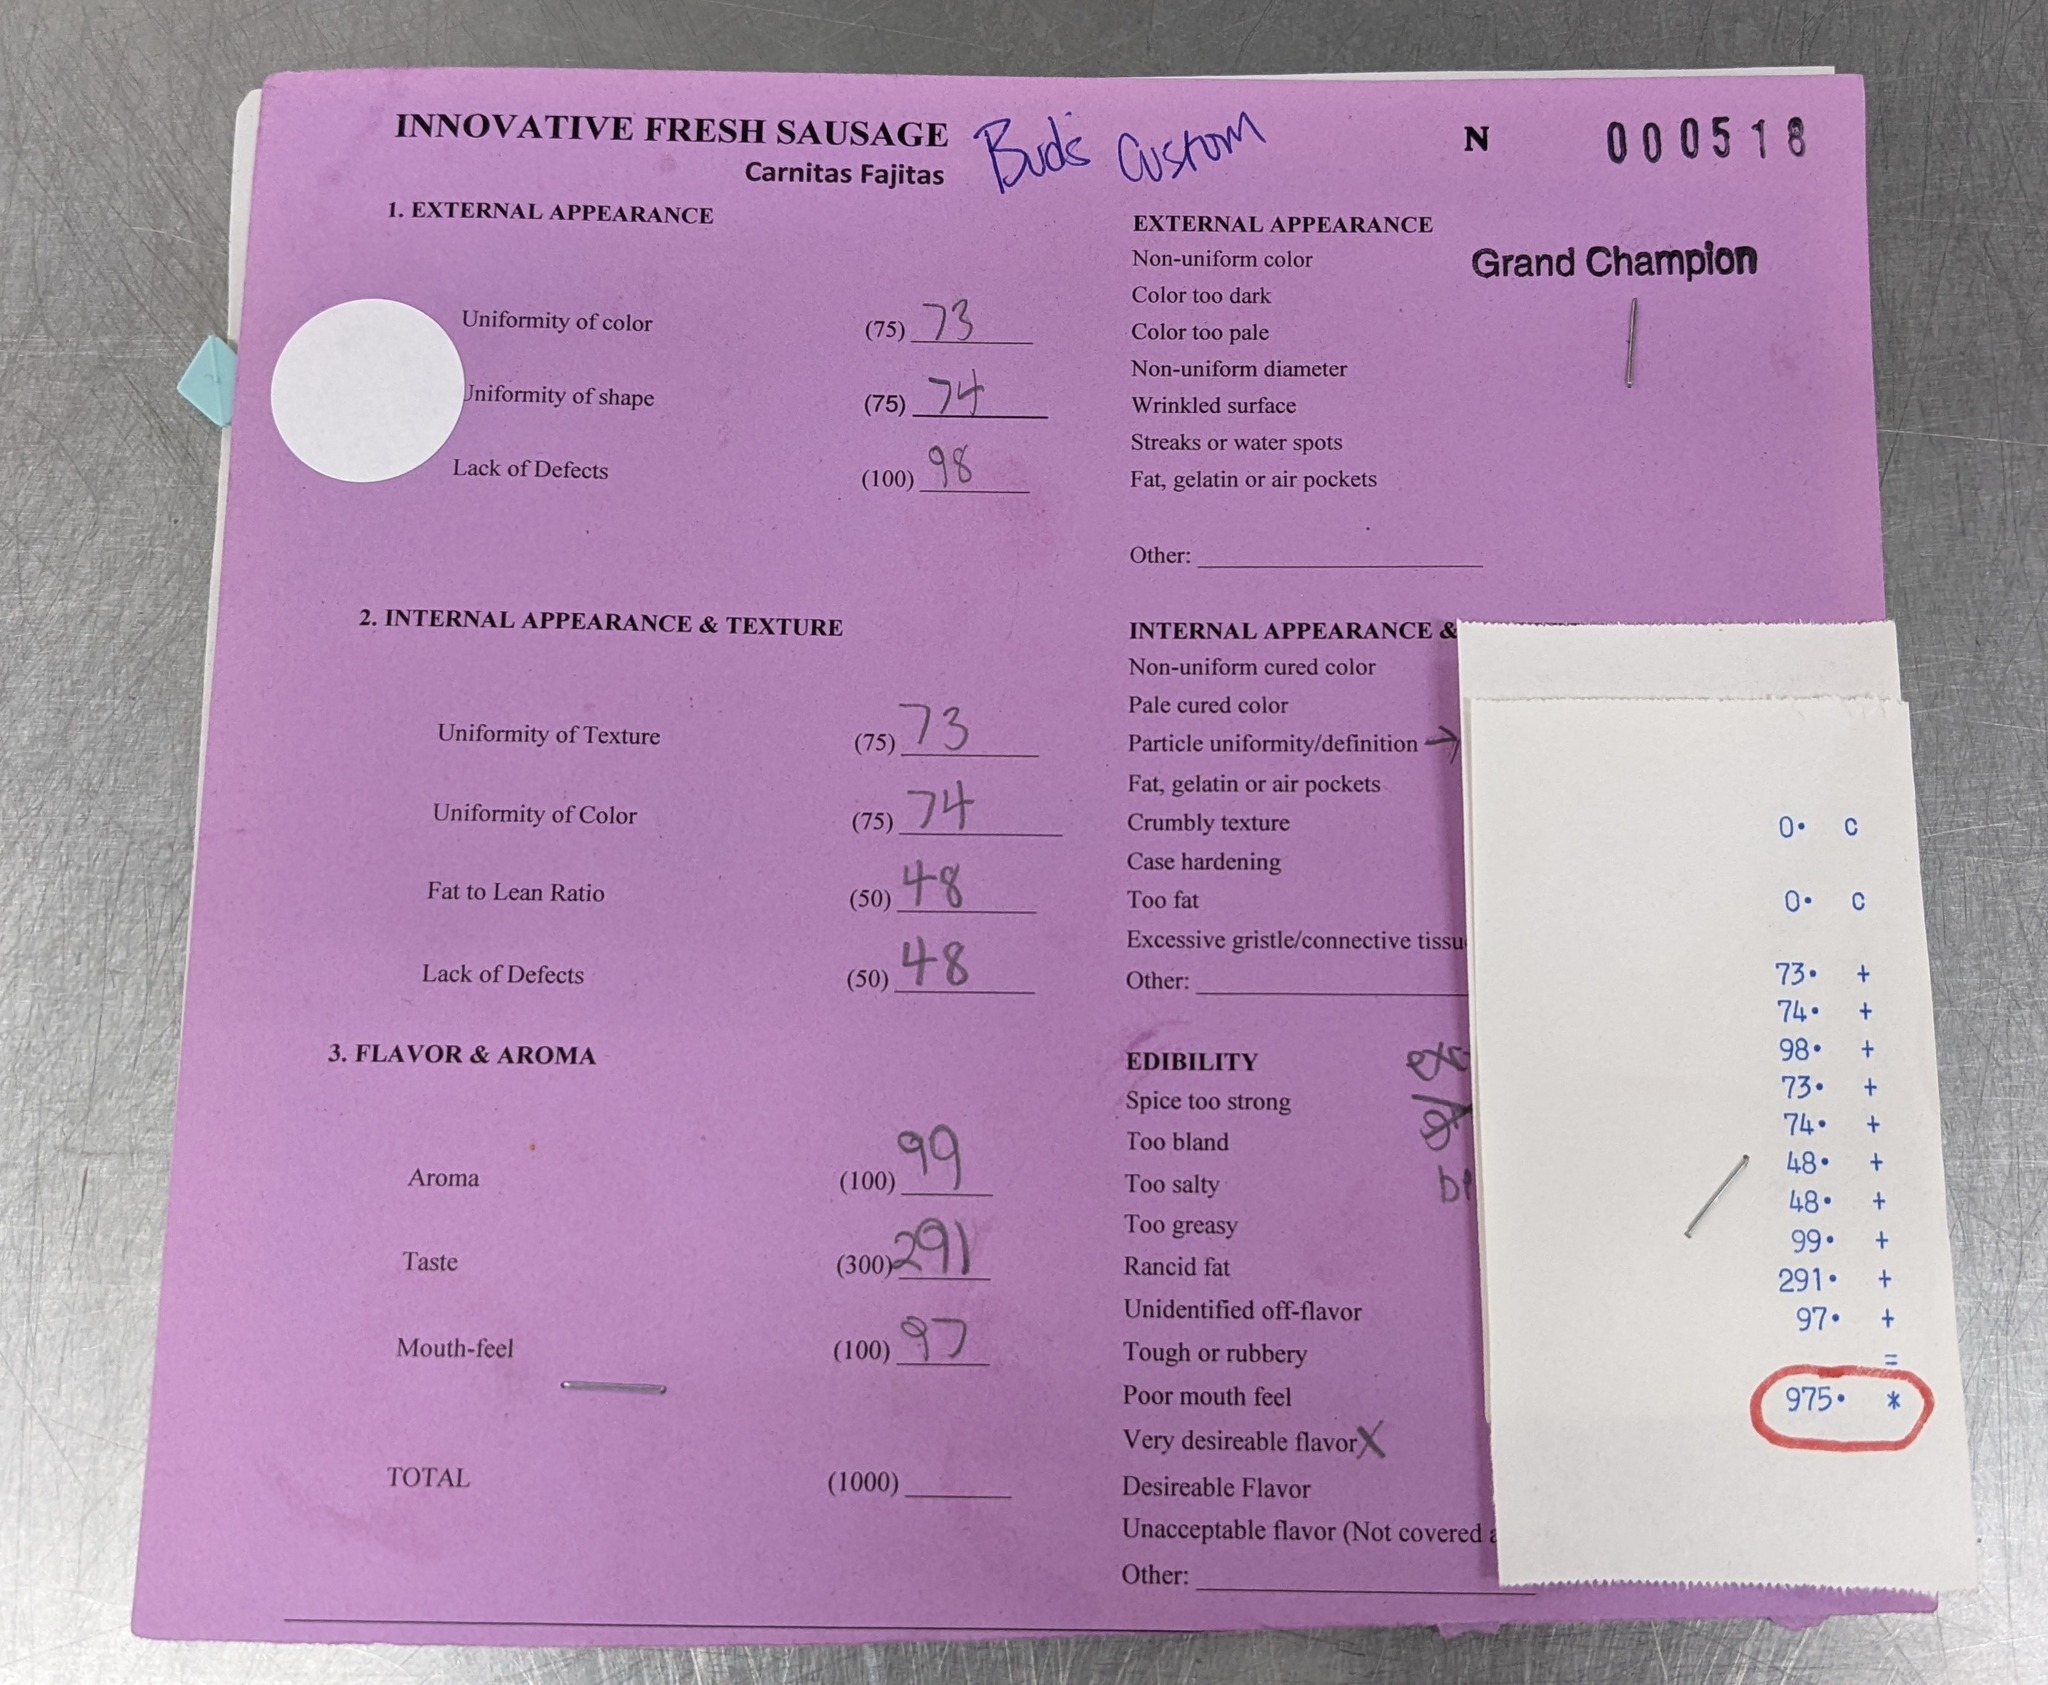 INNOVATIVE FRESH SAUSAGE Bud's Custom N 000518
Carnitas Fajitas
1. EXTERNAL APPEARANCE
Uniformity of color (75) 73
Uniformity of shape (75) 74
Lack of Defects (100) 98
EXTERNAL APPEARANCE
Grand Champion
Non-uniform color
Color too dark
Color too pale
Non-uniform diameter
Wrinkled surface
Streaks or water spots
Fat, gelatin or air pockets
Other:
2. INTERNAL APPEARANCE & TEXTURE
Uniformity of Texture (75) 73
Uniformity of Color (75) 74
Fat to Lean Ratio (50) 48
Lack of Defects (50) 48
INTERNAL APPEARANCE &
Non-uniform cured color
Pale cured color
Particle uniformity/definition →
Fat, gelatin or air pockets
Crumbly texture
Case hardening
Too fat
Excessive gristle/connective
Other:
3. FLAVOR & AROMA
Aroma (100) 99
Taste (300) 291
Mouth-feel (100) 97
TOTAL (1000)
EDIBILITY
Spice too strong
Too bland
Too salty
Too greasy
Rancid fat
Unidentified off-flavor
Tough or rubbery
Poor mouth feel
Very desireable flavor X
Desireable Flavor
Unacceptable flavor (Not covered
Other:
0. C
0. C
73. +
74. +
98. +
73. +
74. +
48. +
48. +
99. +
291. +
97. +
=
975. *